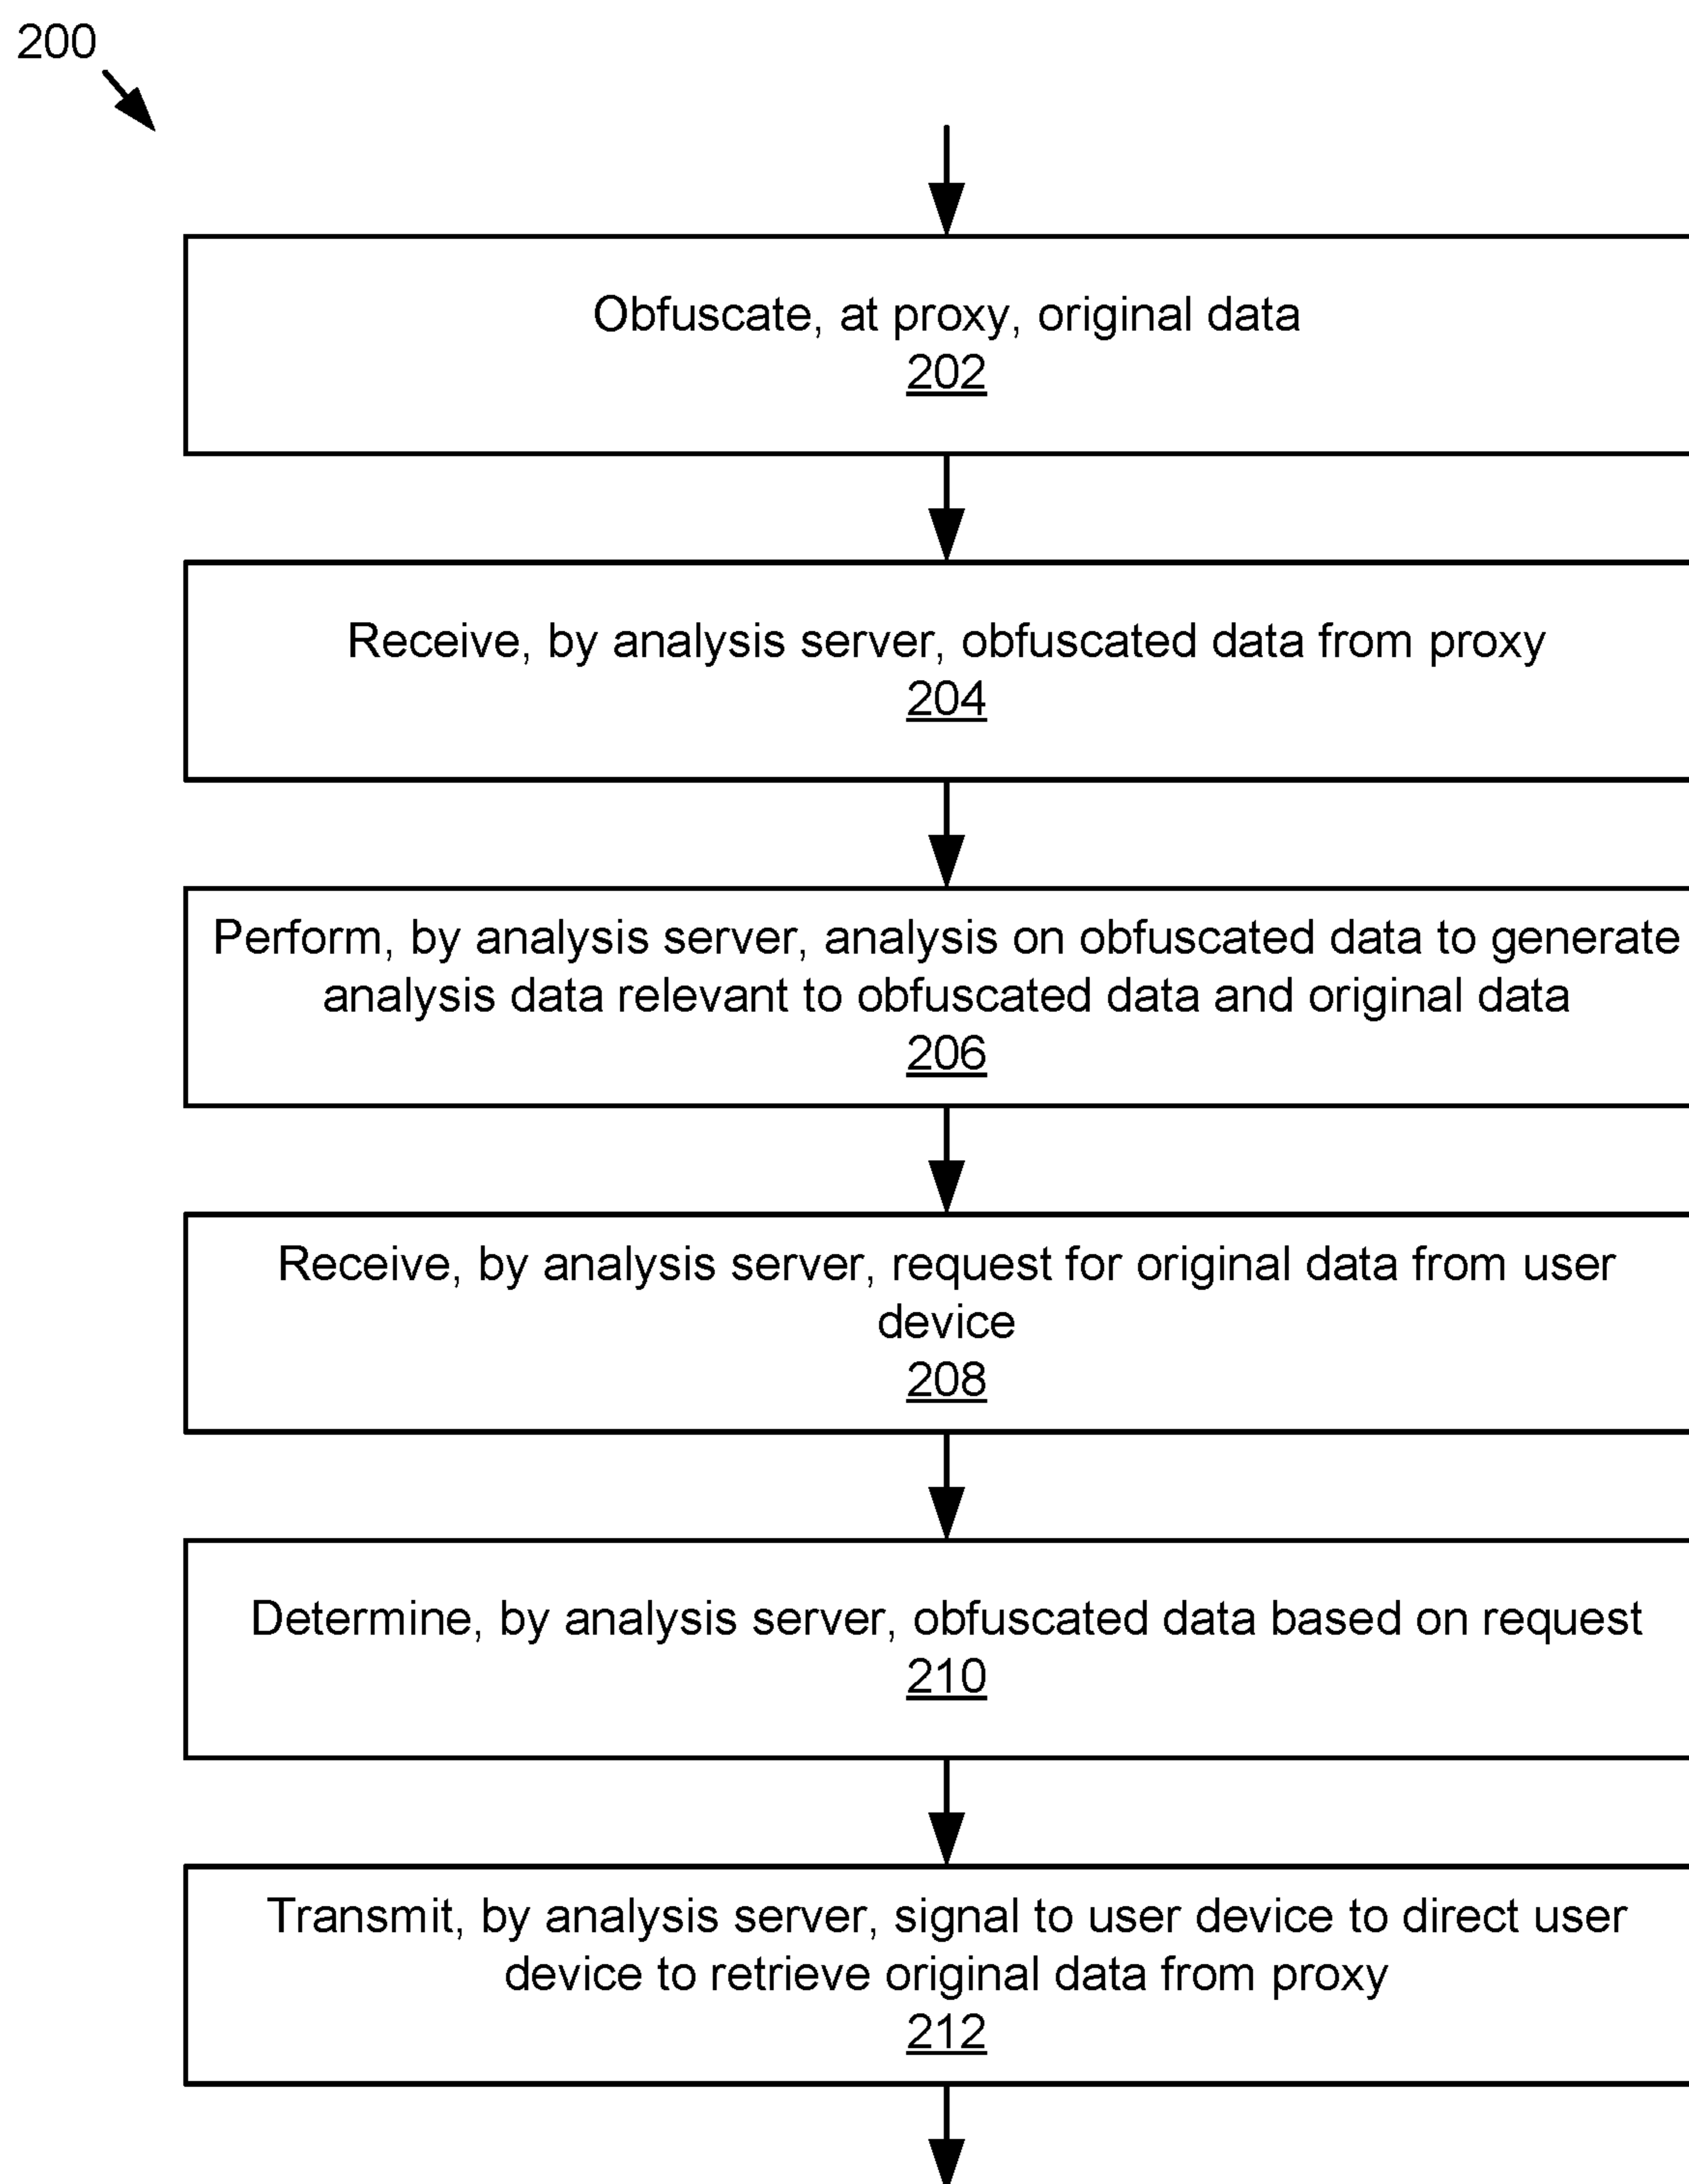 200
Obfuscate, at proxy, original data
202
Receive, by analysis server, obfuscated data from proxy
204
Perform, by analysis server, analysis on obfuscated data to generate
analysis data relevant to obfuscated data and original data
206
Receive, by analysis server, request for original data from user
device
208
Determine, by analysis server, obfuscated data based on request
210
Transmit, by analysis server, signal to user device to direct user
device to retrieve original data from proxy
212